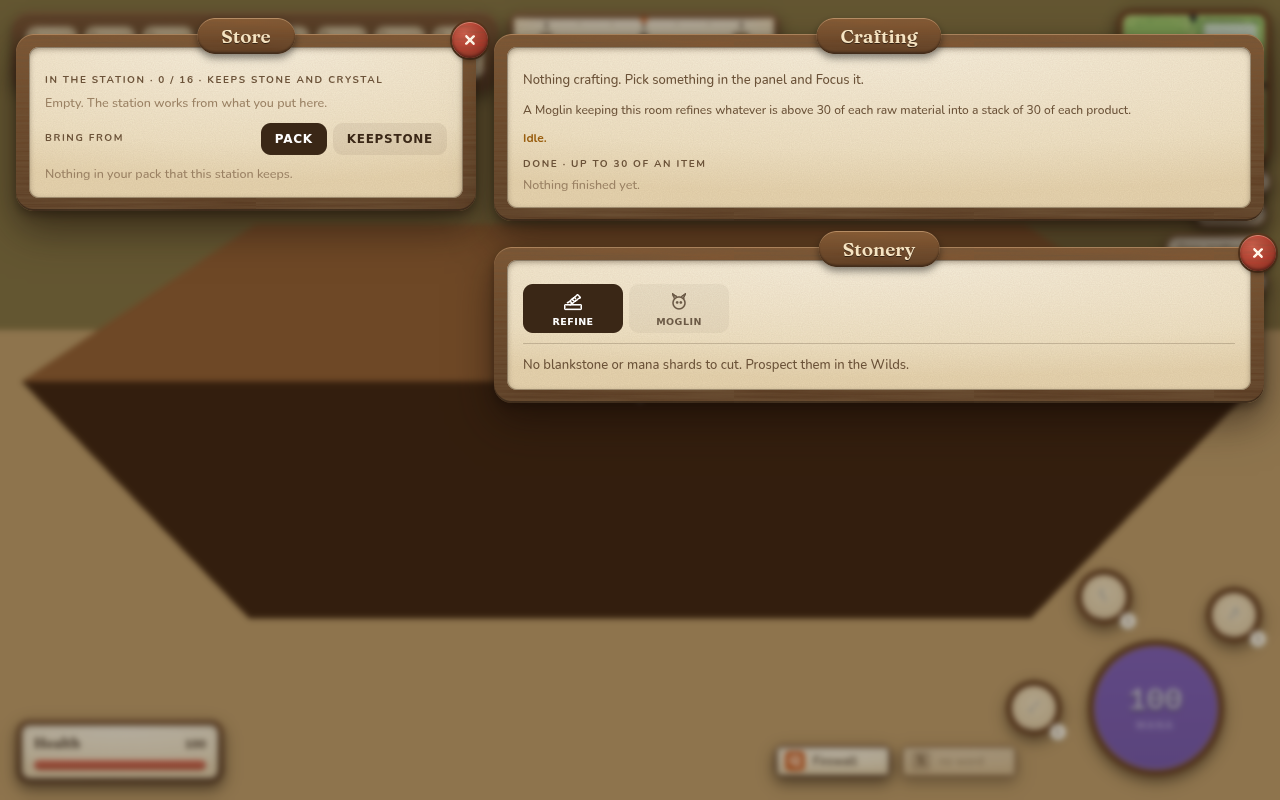 Store
IN THE STATION · 0 / 16 · KEEPS STONE AND CRYSTAL
Empty. The station works from what you put here.
BRING FROM
PACK
KEEPSTONE
Nothing in your pack that this station keeps.
Crafting
Nothing crafting. Pick something in the panel and Focus it.
A Moglin keeping this room refines whatever is above 30 of each raw material into a stack of 30 of each product.
Idle.
DONE · UP TO 30 OF AN ITEM
Nothing finished yet.
Stonery
REFINE
MOGLIN
No blankstone or mana shards to cut. Prospect them in the Wilds.
100
MANA
Health
100
Firewall